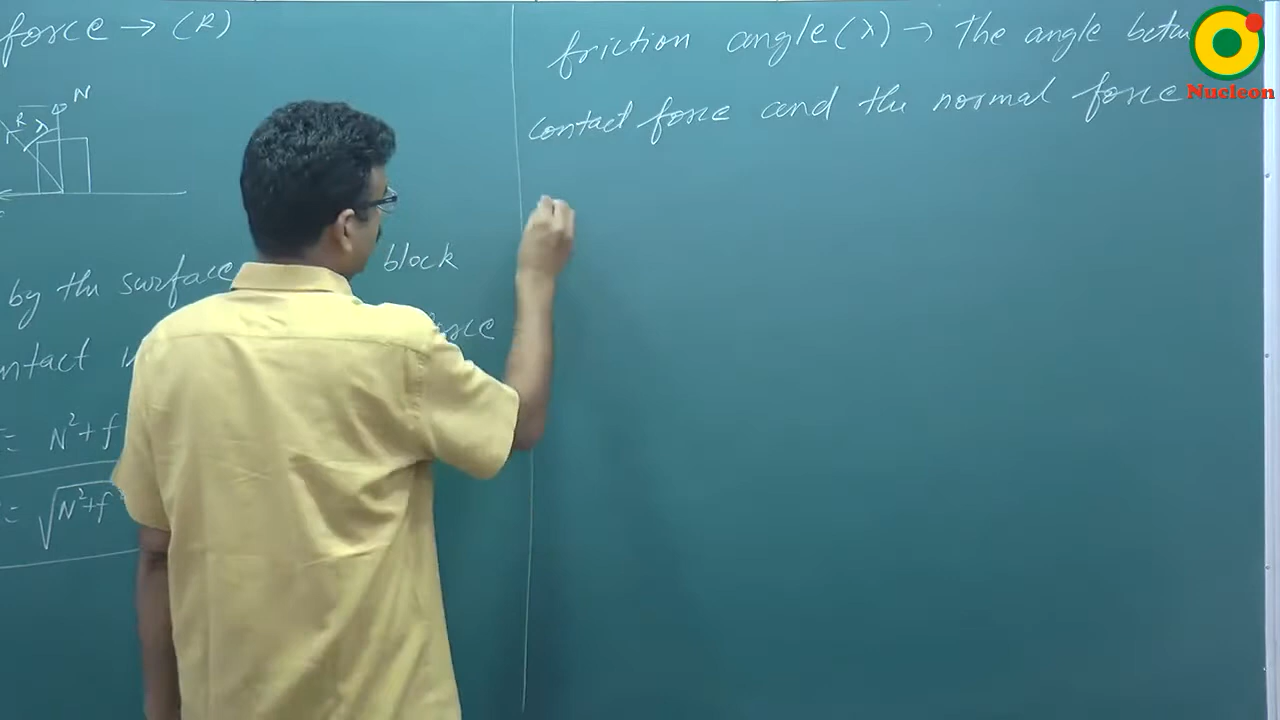 force → (R)
N
R
λ
by the surface block
ntact
= N²+f
= √N²+f²
friction angle (λ) → The angle betw
contact force and the normal force
Nucleon